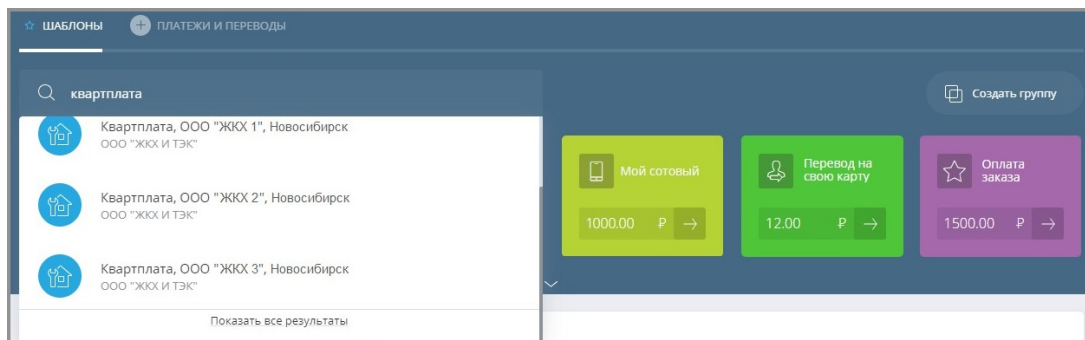 ШАБЛОНЫ
ПЛАТЕЖИ И ПЕРЕВОДЫ
квартплата
Создать группу
Квартплата, ООО "ЖКХ 1", Новосибирск
ООО "ЖКХ И ТЭК"
Квартплата, ООО "ЖКХ 2", Новосибирск
ООО "ЖКХ И ТЭК"
Квартплата, ООО "ЖКХ 3", Новосибирск
ООО "ЖКХ И ТЭК"
Показать все результаты
Мой сотовый
1000.00 ₽
Перевод на
свою карту
12.00 ₽
Оплата
заказа
1500.00 ₽